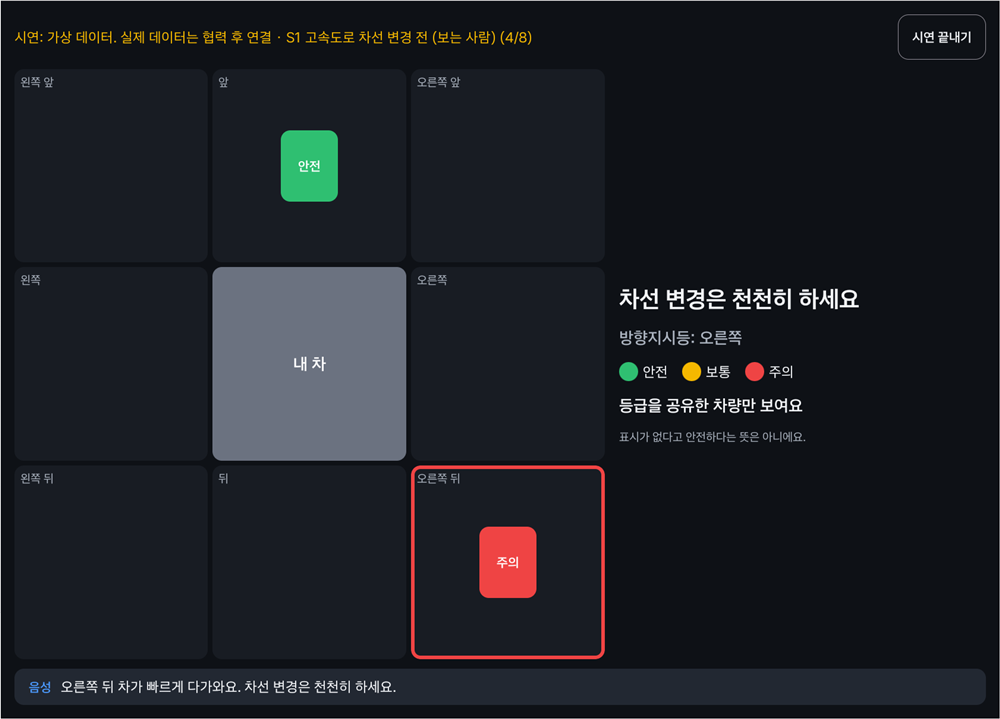 시연: 가상 데이터. 실제 데이터는 협력 후 연결 · S1 고속도로 차선 변경 전 (보는 사람) (4/8)
시연 끝내기
왼쪽 앞
앞
오른쪽 앞
안전
왼쪽
내 차
오른쪽
차선 변경은 천천히 하세요
방향지시등: 오른쪽
안전 보통 주의
등급을 공유한 차량만 보여요
표시가 없다고 안전하다는 뜻은 아니에요.
왼쪽 뒤
뒤
오른쪽 뒤
주의
음성 오른쪽 뒤 차가 빠르게 다가와요. 차선 변경은 천천히 하세요.